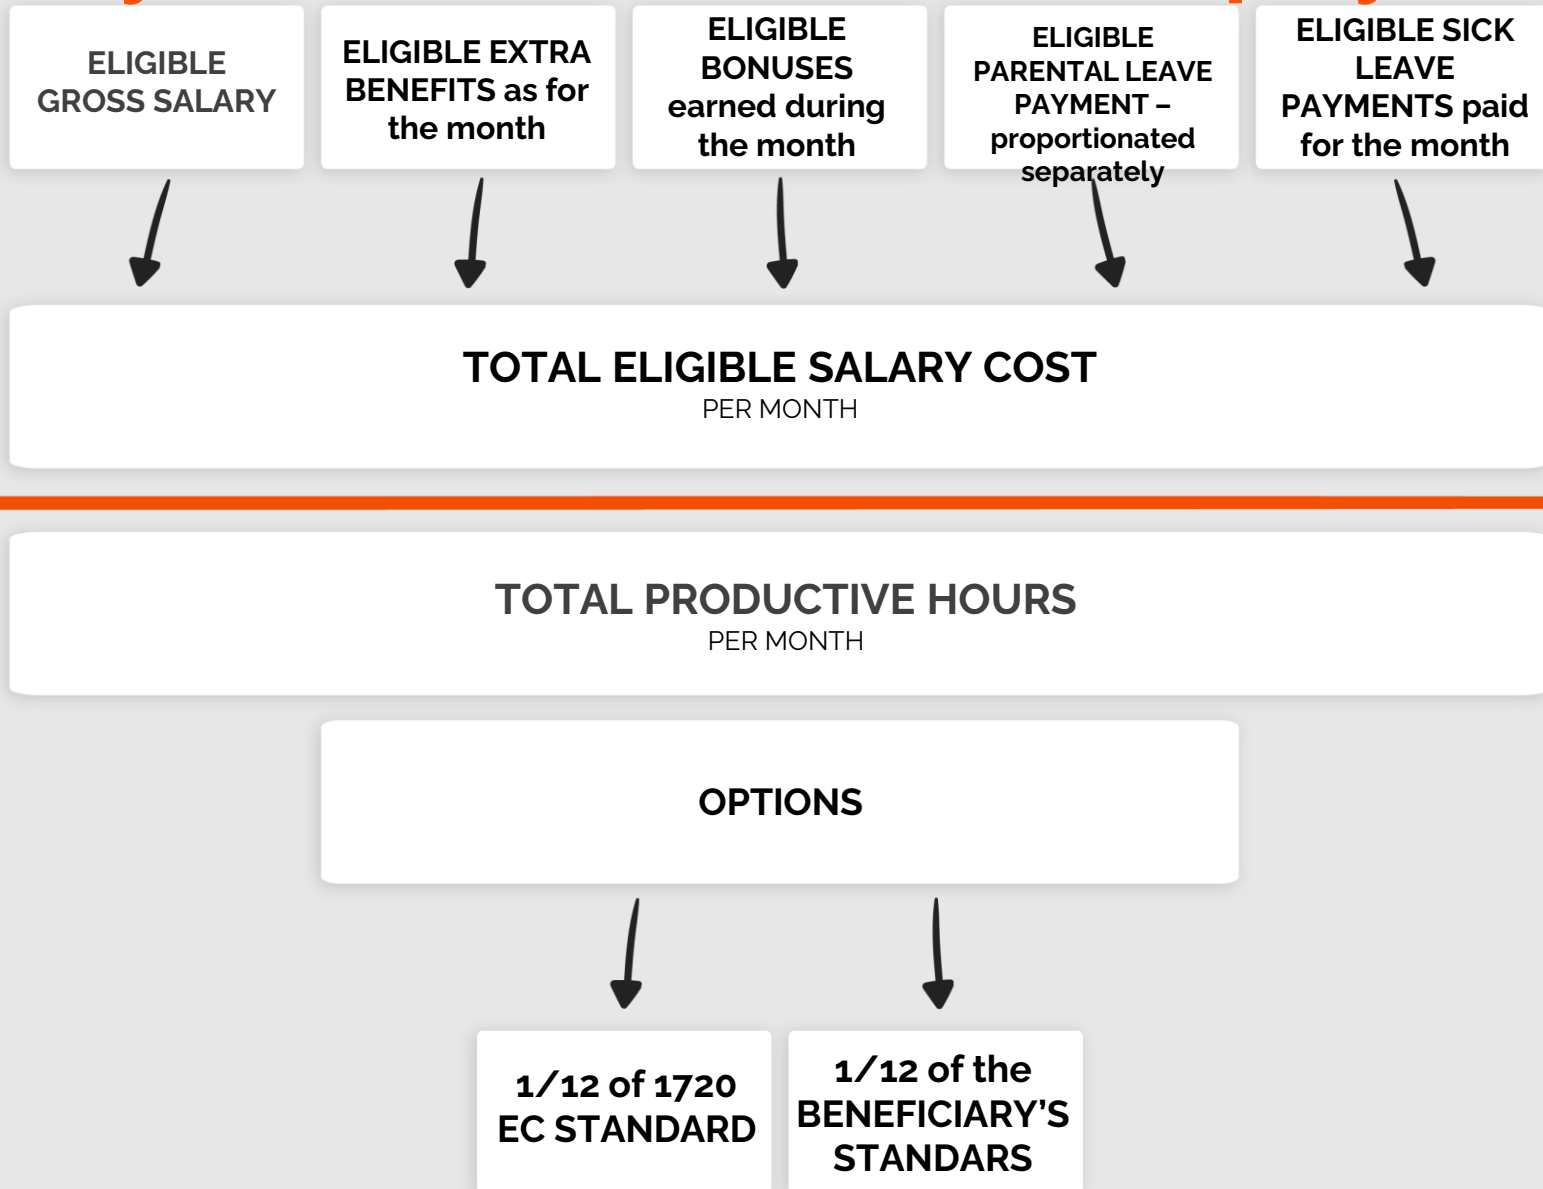 ELIGIBLE
GROSS SALARY
ELIGIBLE EXTRA
BENEFITS as for
the month
ELIGIBLE
BONUSES
earned during
the month
ELIGIBLE
PARENTAL LEAVE
PAYMENT –
proportionated
separately
ELIGIBLE SICK
LEAVE
PAYMENTS paid
for the month
TOTAL ELIGIBLE SALARY COST
PER MONTH
TOTAL PRODUCTIVE HOURS
PER MONTH
OPTIONS
1/12 of 1720
EC STANDARD
1/12 of the
BENEFICIARY’S
STANDARS